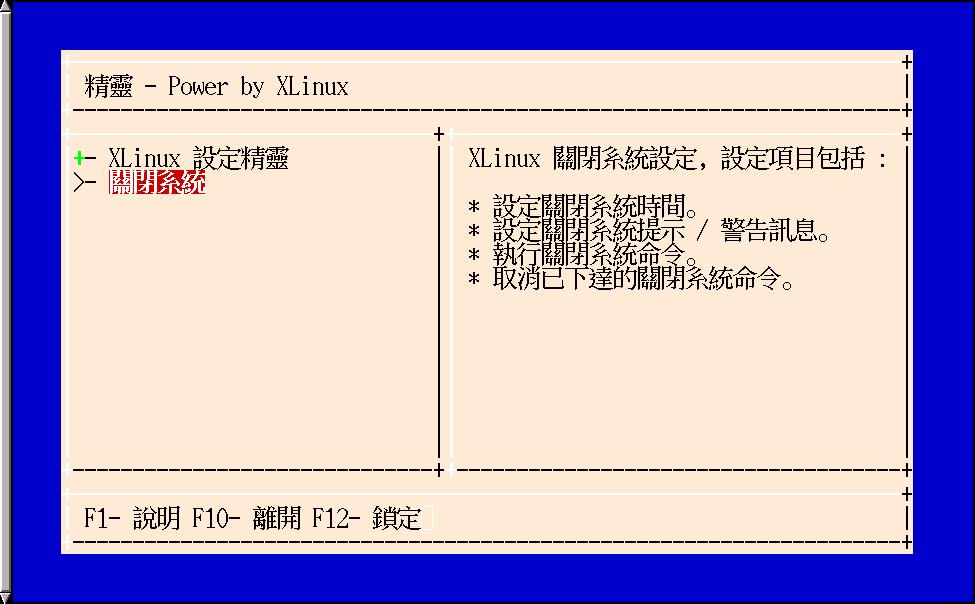 精靈 - Power by XLinux
+- XLinux 設定精靈
>- 關閉系統
XLinux 關閉系統設定, 設定項目包括 :
* 設定關閉系統時間。
* 設定關閉系統提示 / 警告訊息。
* 執行關閉系統命令。
* 取消已下達的關閉系統命令。
F1- 說明 F10- 離開 F12- 鎖定